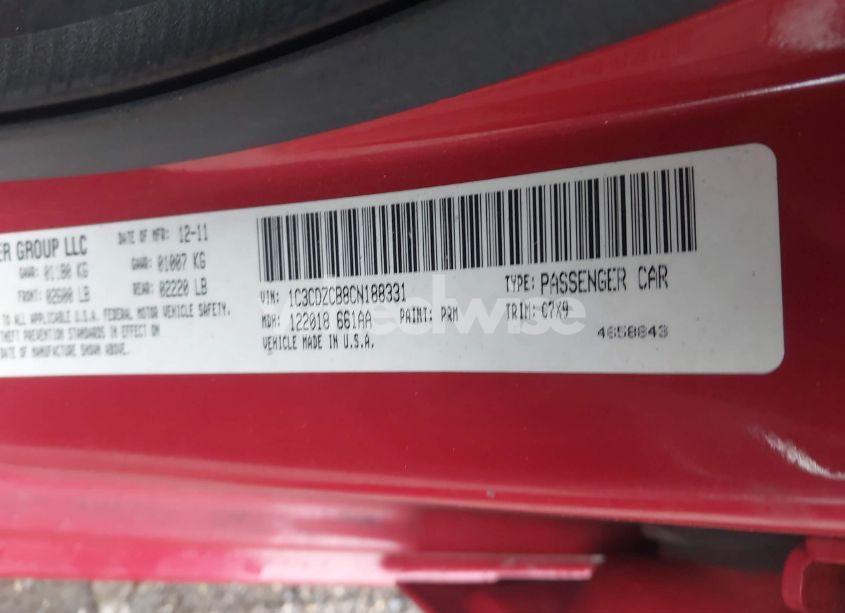 ER GROUP LLC DATE OF MFR: 12-11
GAWR: 01180 KG GAWR: 01007 KG
FRONT: 02600 LB REAR: 02220 LB
TO ALL APPLICABLE U.S.A. FEDERAL MOTOR VEHICLE SAFETY,
THEFT PREVENTION STANDARDS IN EFFECT
DATE OF MANUFACTURE SHOWN ABOVE.
VIN: 1C3CDZCB8CN188331 TYPE: PASSENGER CAR
MDH: 122018 661AA PAINT: PRM TRIM: C7X9
VEHICLE MADE IN U.S.A. 4658843